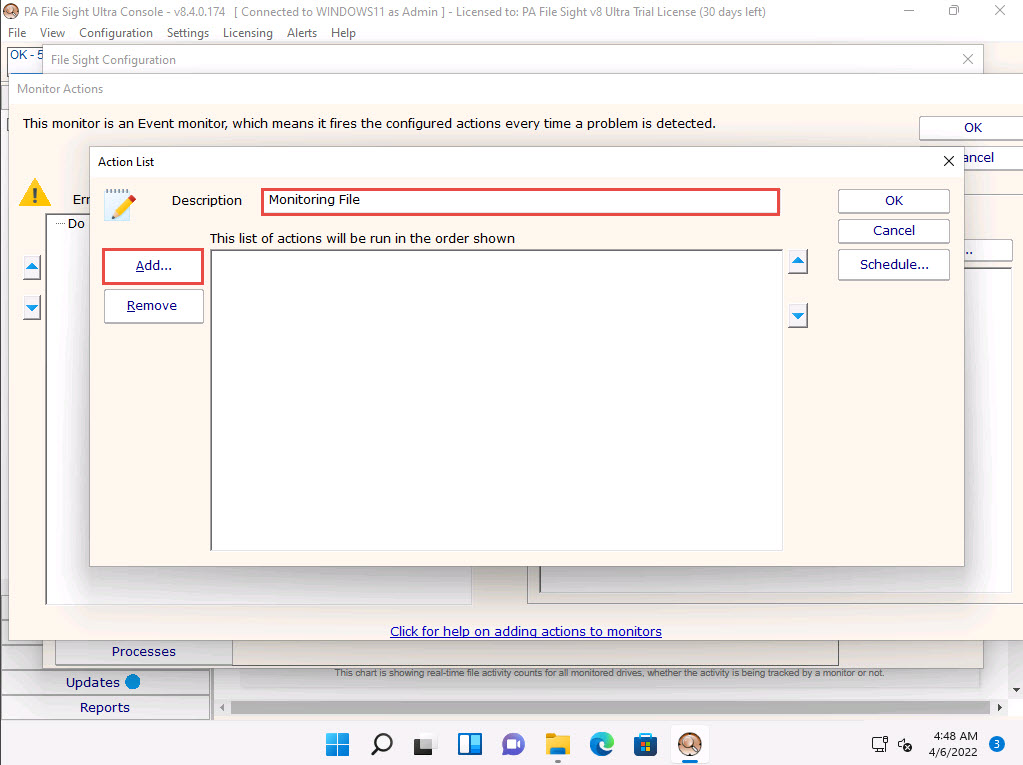 PA File Sight Ultra Console - v8.4.0.174 [ Connected to WINDOWS11 as Admin ] - Licensed to: PA File Sight v8 Ultra Trial License (30 days left)
File View Configuration Settings Licensing Alerts Help
OK - 5
File Sight Configuration
Monitor Actions
This monitor is an Event monitor, which means it fires the configured actions every time a problem is detected.
OK
ancel
Action List
Err
Description
Monitoring File
OK
Do
Cancel
This list of actions will be run in the order shown
Add...
Schedule...
..
Remove
Click for help on adding actions to monitors
Processes
This chart is showing real-time file activity counts for all monitored drives, whether the activity is being tracked by a monitor or not.
Updates
Reports
4:48 AM
4/6/2022
3